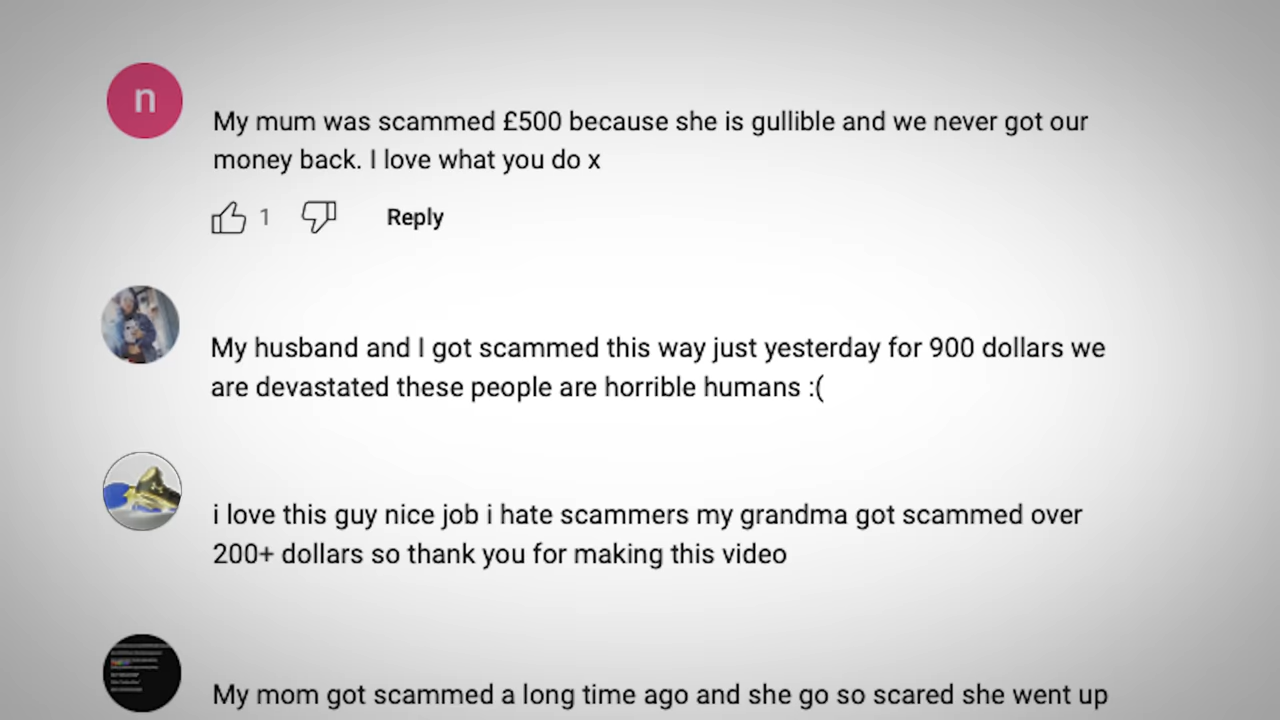 n
My mum was scammed £500 because she is gullible and we never got our
money back. I love what you do x
1 Reply
My husband and I got scammed this way just yesterday for 900 dollars we
are devastated these people are horrible humans :(
i love this guy nice job i hate scammers my grandma got scammed over
200+ dollars so thank you for making this video
My mom got scammed a long time ago and she go so scared she went up